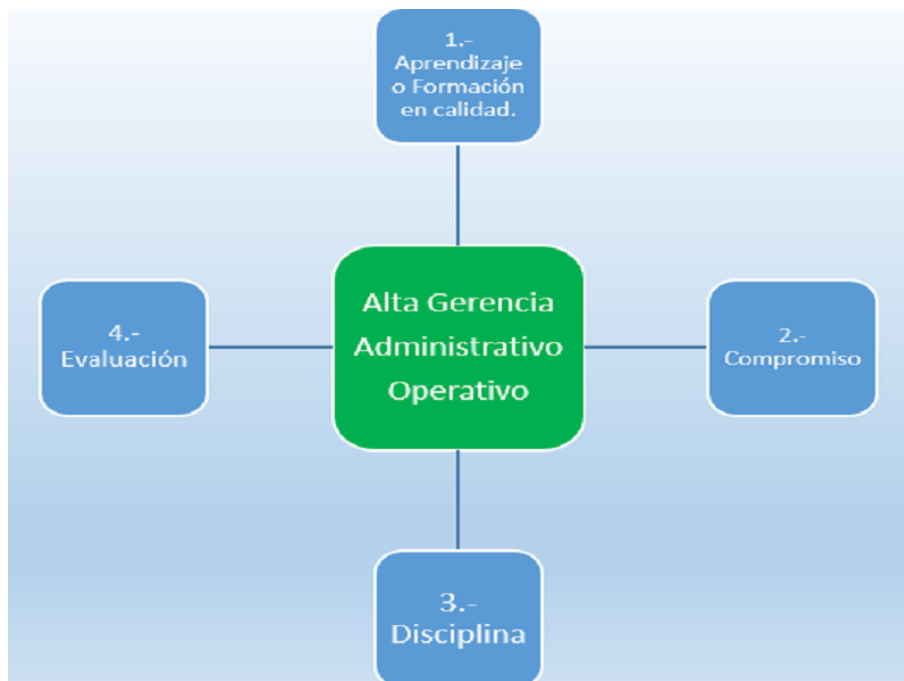 1.-
Aprendizaje
o Formación
en calidad.
Alta Gerencia
Administrativo
Operativo
4.-
Evaluación
2.-
Compromiso
3.-
Disciplina